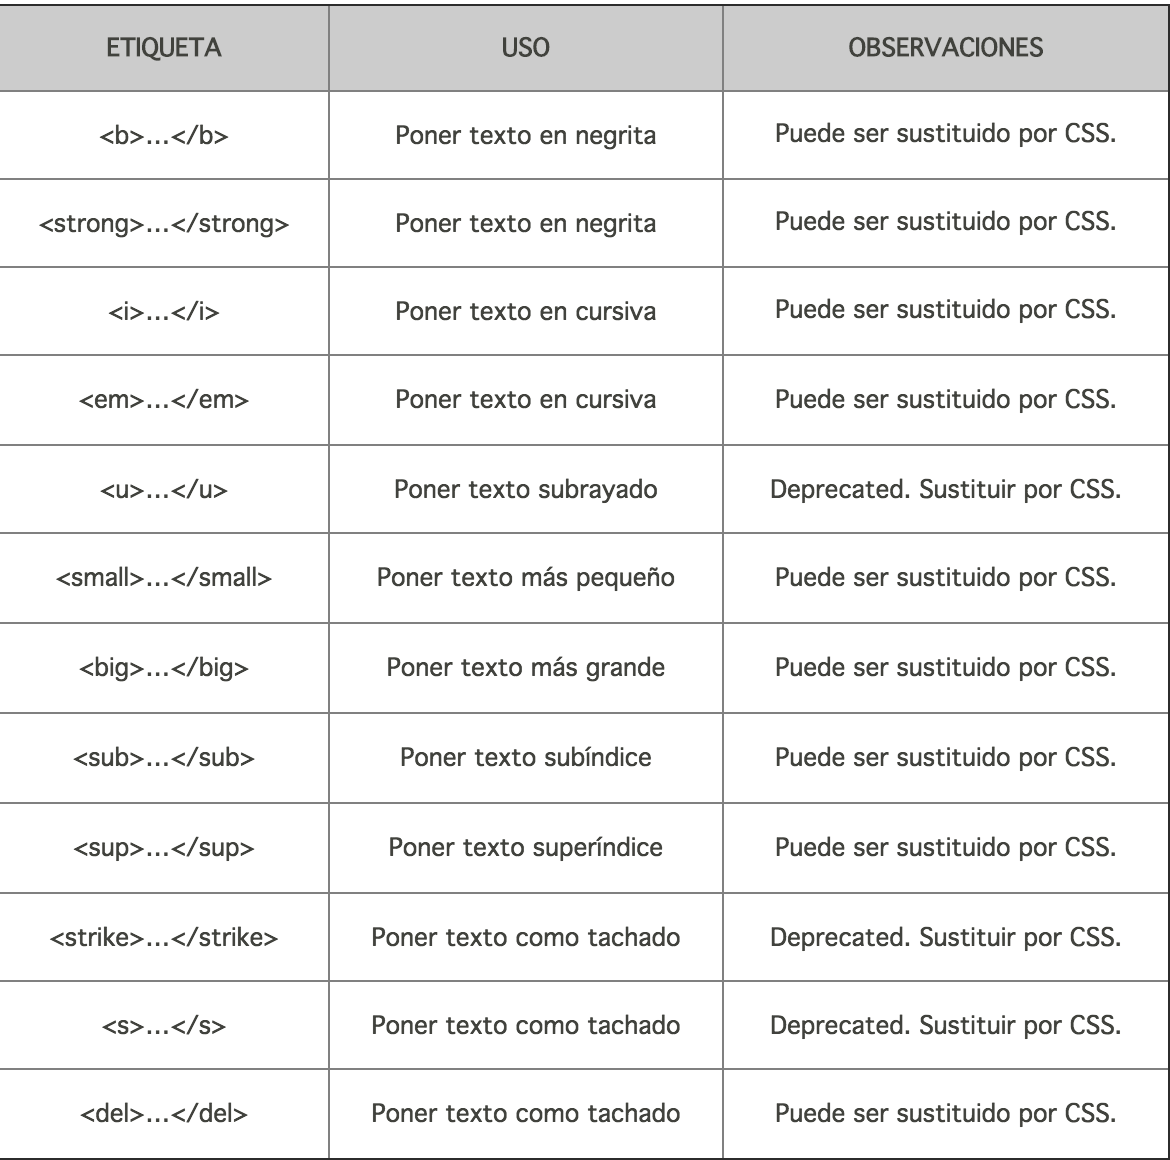 ETIQUETA USO OBSERVACIONES
<b>...</b> Poner texto en negrita Puede ser sustituido por CSS.
<strong>...</strong> Poner texto en negrita Puede ser sustituido por CSS.
<i>...</i> Poner texto en cursiva Puede ser sustituido por CSS.
<em>...</em> Poner texto en cursiva Puede ser sustituido por CSS.
<u>...</u> Poner texto subrayado Deprecated. Sustituir por CSS.
<small>...</small> Poner texto más pequeño Puede ser sustituido por CSS.
<big>...</big> Poner texto más grande Puede ser sustituido por CSS.
<sub>...</sub> Poner texto subíndice Puede ser sustituido por CSS.
<sup>...</sup> Poner texto superíndice Puede ser sustituido por CSS.
<strike>...</strike> Poner texto como tachado Deprecated. Sustituir por CSS.
<s>...</s> Poner texto como tachado Deprecated. Sustituir por CSS.
<del>...</del> Poner texto como tachado Puede ser sustituido por CSS.